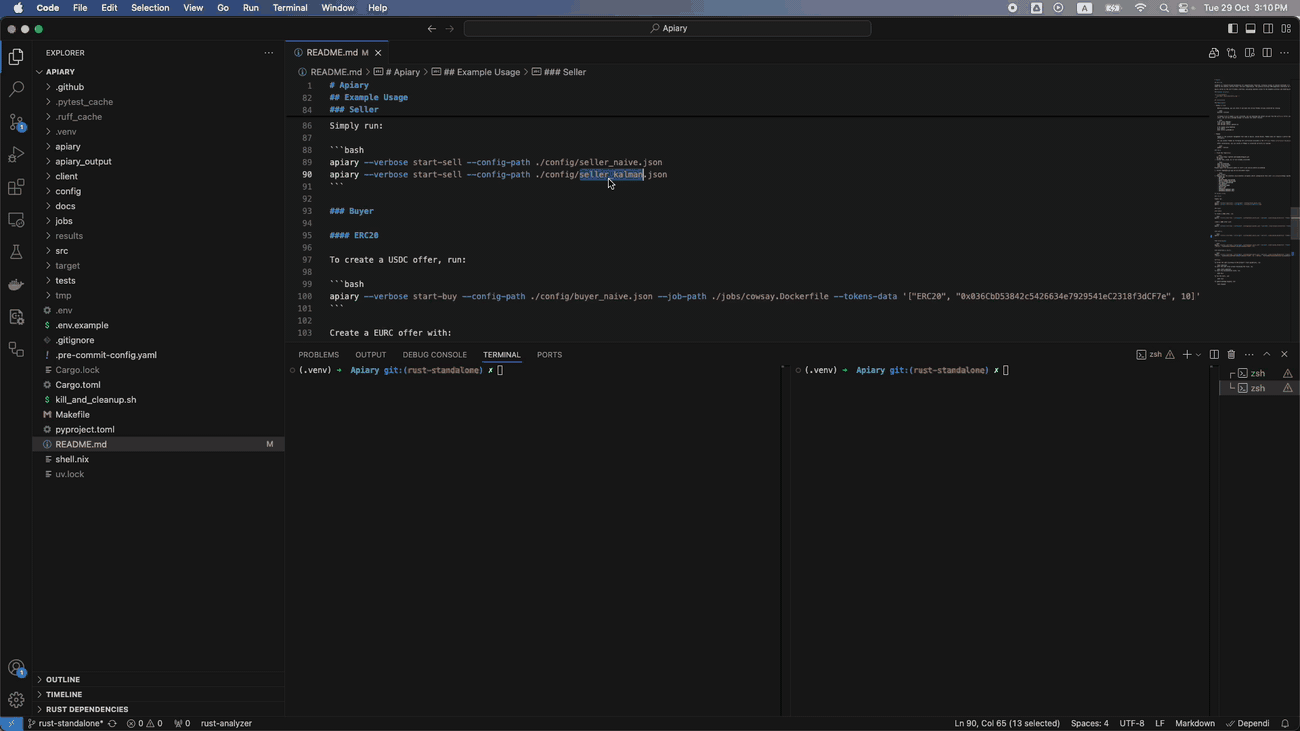 Code File Edit Selection View Go Run Terminal Window Help A Tue 29 Oct 3:10 PM
Apiary
EXPLORER
APIARY
.github
.pytest_cache
.ruff_cache
.venv
apiary
apiary_output
client
config
docs
jobs
results
src
target
tests
tmp
.env
$ .env.example
.gitignore
! .pre-commit-config.yaml
Cargo.lock
Cargo.toml
$ kill_and_cleanup.sh
M Makefile
pyproject.toml
README.md M
shell.nix
uv.lock
OUTLINE
TIMELINE
RUST DEPENDENCIES
1
1
README.md M
README.md > # Apiary > ## Example Usage > ### Seller
1 # Apiary
82 ## Example Usage
84 ### Seller
86 Simply run:
87
88 ```bash
89 apiary --verbose start-sell --config-path ./config/seller_naive.json
90 apiary --verbose start-sell --config-path ./config/seller_kalman.json
91 ```
92
93 ### Buyer
94
95 #### ERC20
96
97 To create a USDC offer, run:
98
99 ```bash
100 apiary --verbose start-buy --config-path ./config/buyer_naive.json --job-path ./jobs/cowsay.Dockerfile --tokens-data '["ERC20", "0x036CbD53842c5426634e7929541eC2318f3dCF7e", 10]'
101 ```
102
103 Create a EURC offer with:
PROBLEMS OUTPUT DEBUG CONSOLE TERMINAL PORTS zsh
(.venv) → Apiary git:(rust-standalone) ✗
(.venv) → Apiary git:(rust-standalone) ✗
zsh
zsh
rust-standalone* 0 0 0 rust-analyzer Ln 90, Col 65 (13 selected) Spaces: 4 UTF-8 LF Markdown Dependi